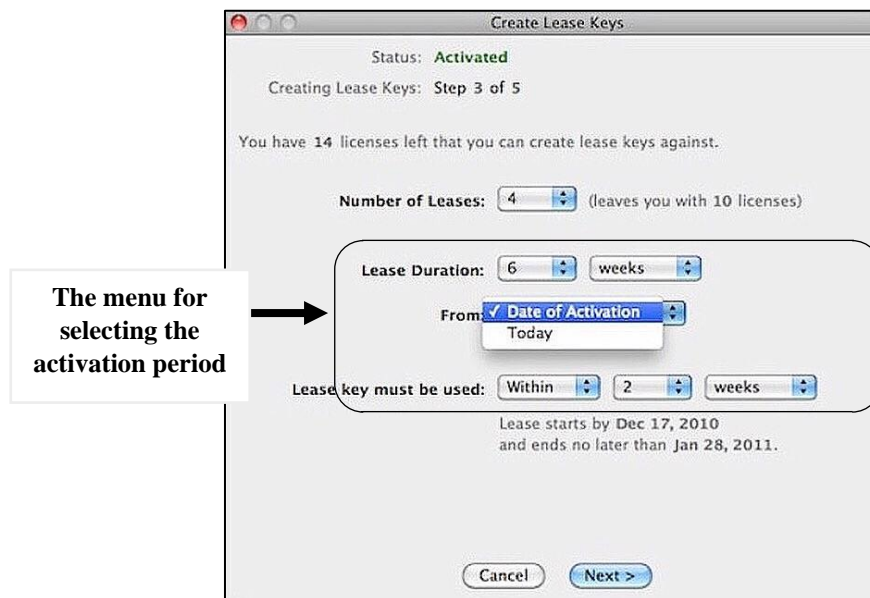 Create Lease Keys
Status: Activated
Creating Lease Keys: Step 3 of 5
You have 14 licenses left that you can create lease keys against.
Number of Leases: 4 (leaves you with 10 licenses)
Lease Duration: 6 weeks
The menu for
selecting the
activation period
From: ✓ Date of Activation
Today
Lease key must be used: Within 2 weeks
Lease starts by Dec 17, 2010
and ends no later than Jan 28, 2011.
Cancel Next >